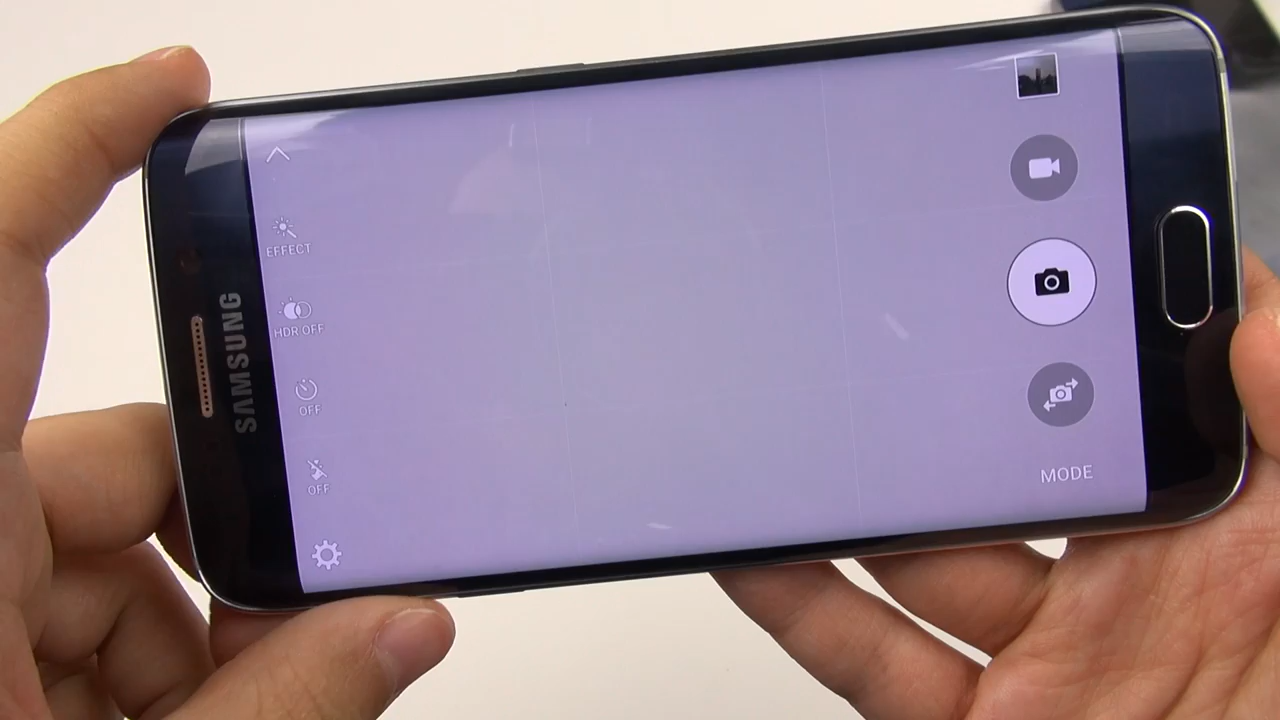 SAMSUNG
EFFECT
HDR OFF
OFF
OFF
MODE